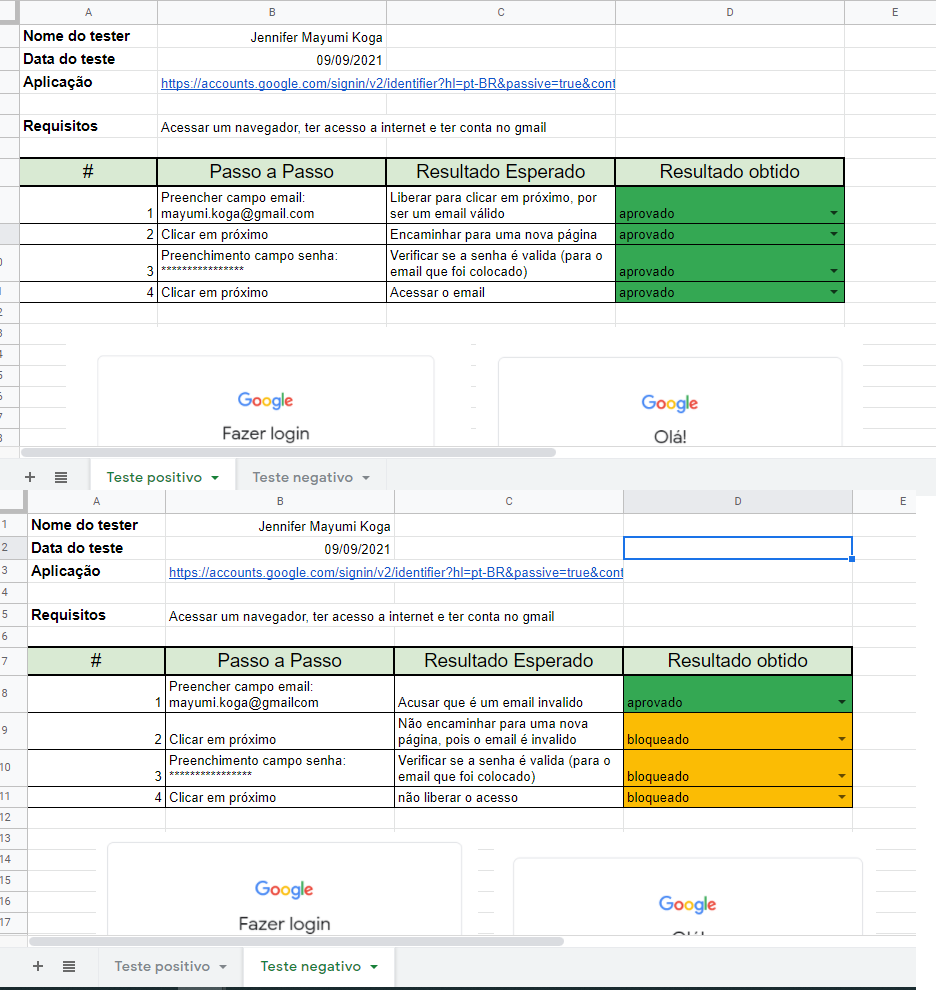 A B C D E
Nome do tester Jennifer Mayumi Koga
Data do teste 09/09/2021
Aplicação https://accounts.google.com/signin/v2/identifier?hl=pt-BR&passive=true&cont
Requisitos Acessar um navegador, ter acesso a internet e ter conta no gmail
# Passo a Passo Resultado Esperado Resultado obtido
Preencher campo email: Liberar para clicar em próximo, por
1 mayumi.koga@gmail.com ser um email válido aprovado
2 Clicar em próximo Encaminhar para uma nova página aprovado
Preenchimento campo senha: Verificar se a senha é valida (para o
3 **************** email que foi colocado) aprovado
4 Clicar em próximo Acessar o email aprovado
Google Google
Fazer login Olá!
+ Teste positivo Teste negativo
A B C D E
1 Nome do tester Jennifer Mayumi Koga
2 Data do teste 09/09/2021
3 Aplicação https://accounts.google.com/signin/v2/identifier?hl=pt-BR&passive=true&cont
4
5 Requisitos Acessar um navegador, ter acesso a internet e ter conta no gmail
6
7 # Passo a Passo Resultado Esperado Resultado obtido
8 Preencher campo email:
1 mayumi.koga@gmailcom Acusar que é um email invalido aprovado
9 Não encaminhar para uma nova
2 Clicar em próximo página, pois o email é invalido bloqueado
10 Preenchimento campo senha: Verificar se a senha é valida (para o
3 **************** email que foi colocado) bloqueado
11 4 Clicar em próximo não liberar o acesso bloqueado
12
13
14
15
16 Google Google
17 Fazer login
+ Teste positivo Teste negativo